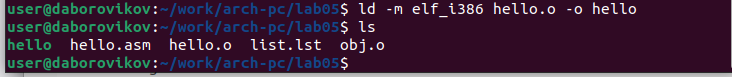 user@daborovikov:~/work/arch-pc/lab05$ ld -m elf_i386 hello.o -o hello
user@daborovikov:~/work/arch-pc/lab05$ ls
hello  hello.asm  hello.o  list.lst  obj.o
user@daborovikov:~/work/arch-pc/lab05$